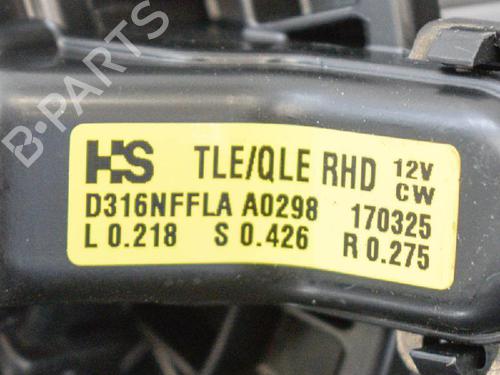 B-PARTS
HS TLE/QLE RHD 12V CW
D316NFFLA A0298 170325
L 0.218 S 0.426 R 0.275